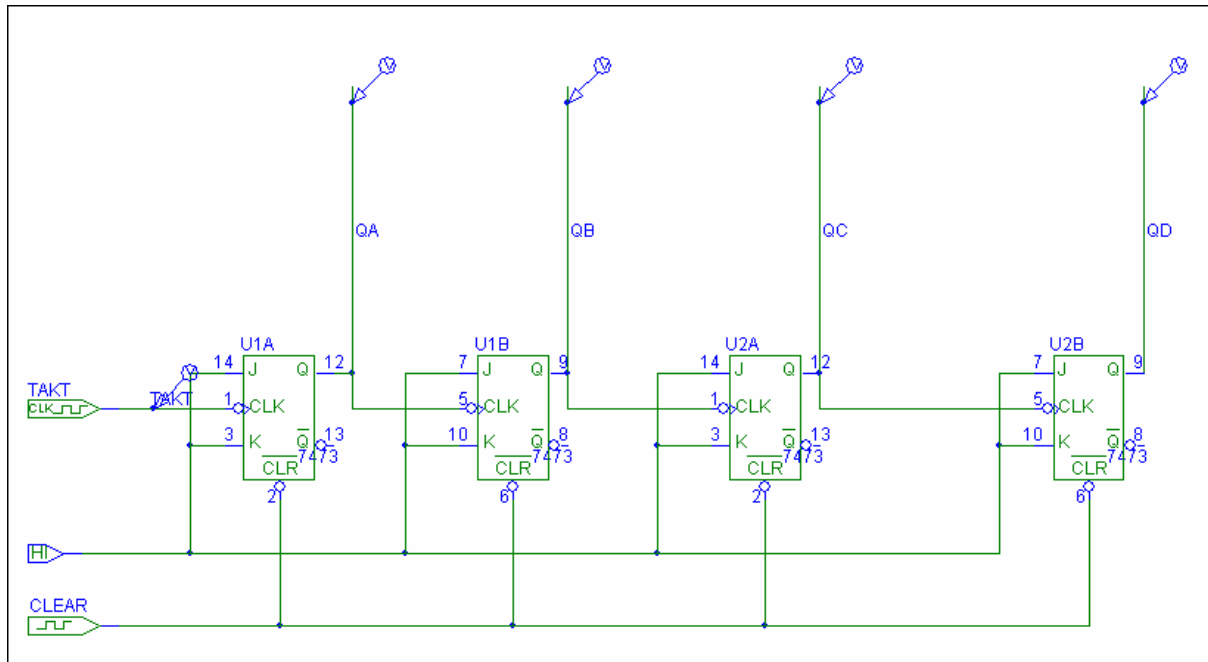 V V V V
QA QB QC QD
U1A U1B U2A U2B
14 J Q 12 7 J Q 9 14 J Q 12 7 J Q 9
V
TAKT
TAKT
CLK 1 CLK 5 CLK 1 CLK 5 CLK
3 K Q 13 10 K Q 8 3 K Q 13 10 K Q 8
7473 7473 7473 7473
CLR CLR CLR CLR
2 6 2 6
HI
CLEAR